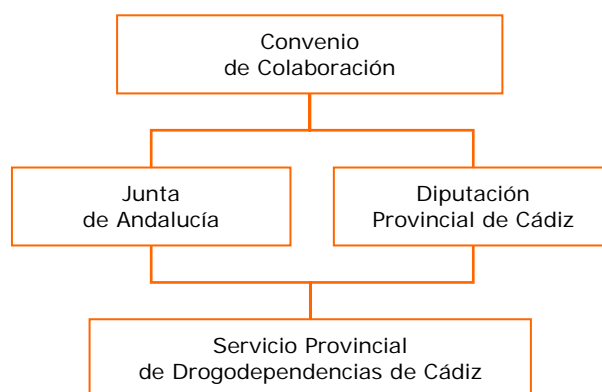 Convenio
de Colaboración
Junta
de Andalucía
Diputación
Provincial de Cádiz
Servicio Provincial
de Drogodependencias de Cádiz